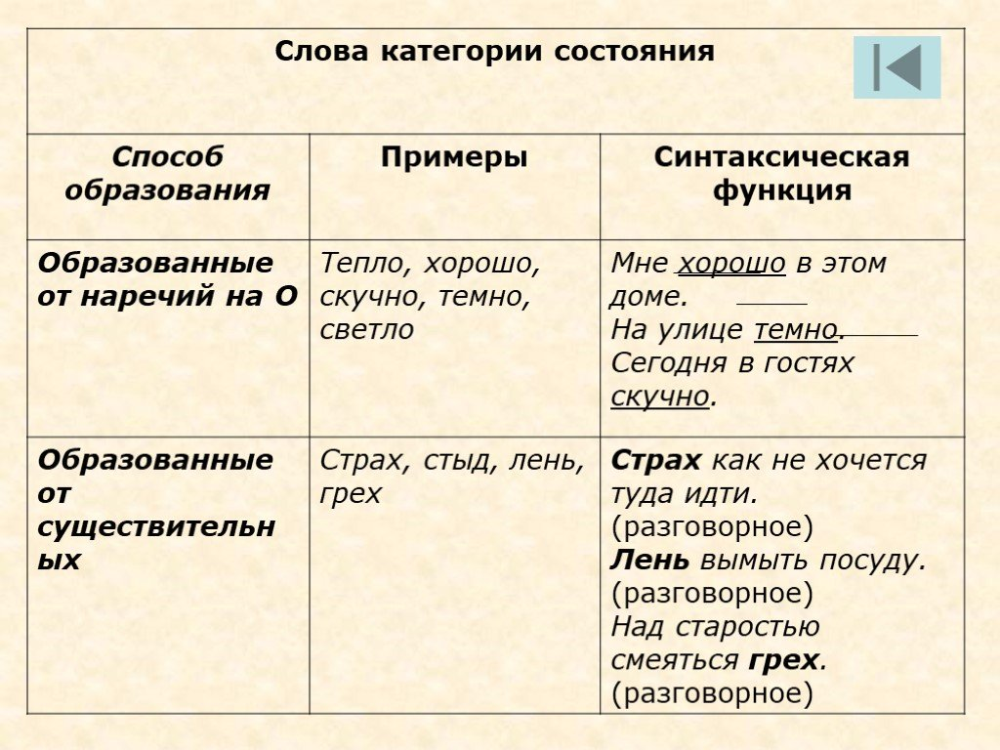 Слова категории состояния
Способ
образования
Примеры
Синтаксическая
функция
Образованные
от наречий на О
Тепло, хорошо,
скучно, темно,
светло
Мне хорошо в этом
доме.
На улице темно.
Сегодня в гостях
скучно.
Образованные
от
существительн
ых
Страх, стыд, лень,
грех
Страх как не хочется
туда идти.
(разговорное)
Лень вымыть посуду.
(разговорное)
Над старостью
смеяться грех.
(разговорное)